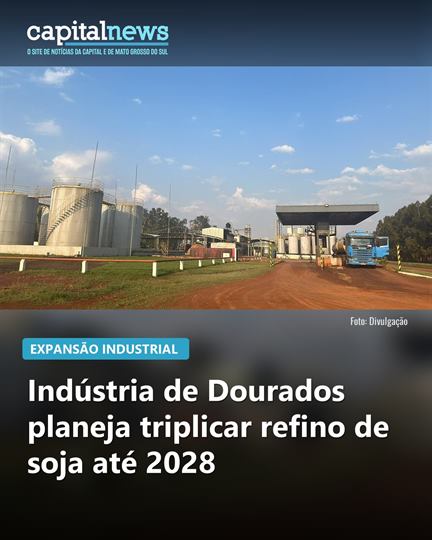 capitalnews
O SITE DE NOTÍCIAS DA CAPITAL E DE MATO GROSSO DO SUL
Foto: Divulgação
EXPANSÃO INDUSTRIAL
Indústria de Dourados
planeja triplicar refino de
soja até 2028